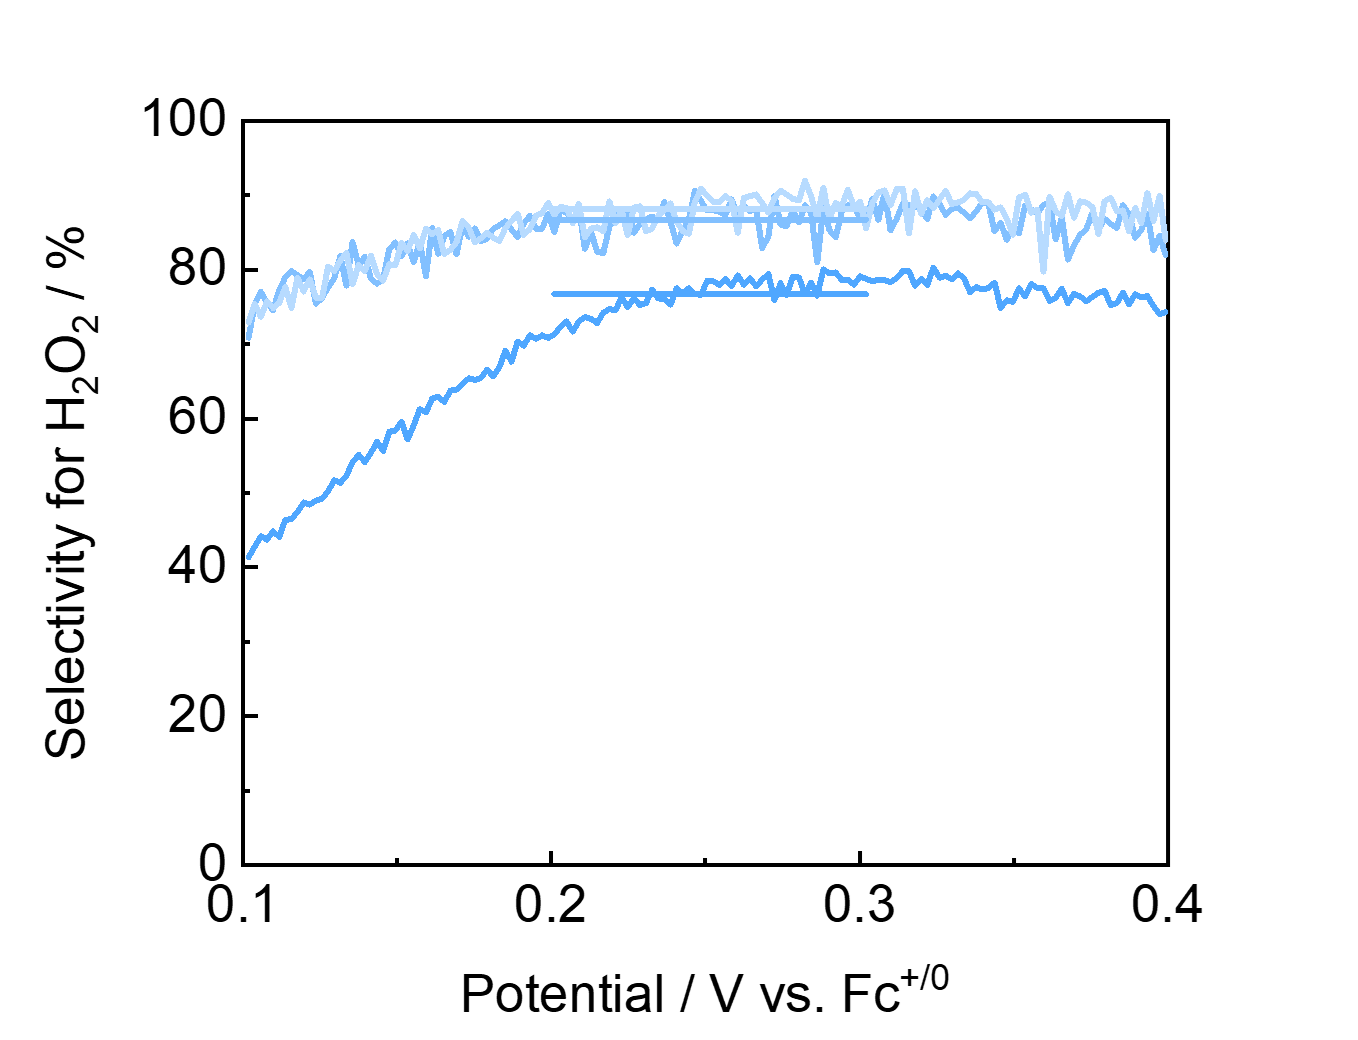 Selectivity for H₂O₂ / %
100
80
60
40
20
0
0.1 0.2 0.3 0.4
Potential / V vs. Fc⁺/⁰